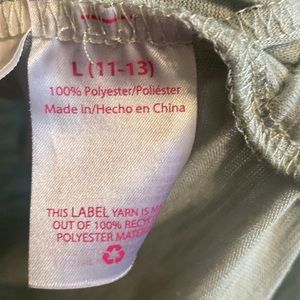 L (11-13)
100% Polyester/Poliéster
Made in/Hecho en China
THIS LABEL YARN IS
OUT OF 100%
POLYESTER